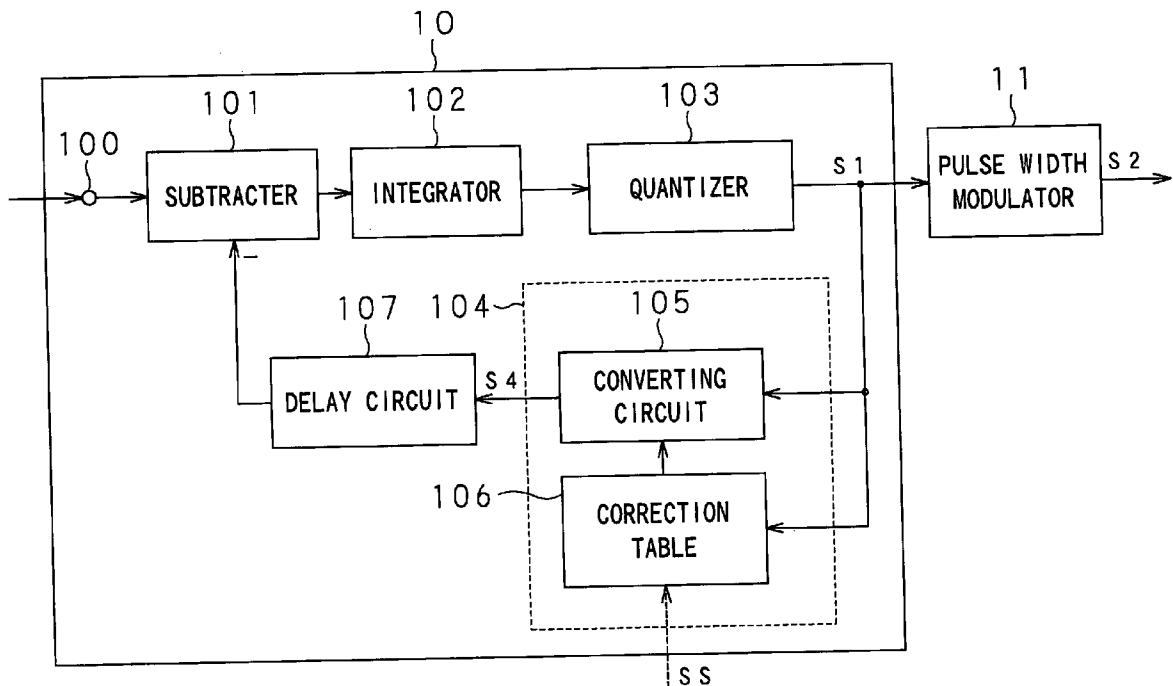 10
101
102
103
11
100
SUBTRACTER
INTEGRATOR
QUANTIZER
S1
PULSE WIDTH
MODULATOR
S2
−
107
104
105
DELAY CIRCUIT
S4
CONVERTING
CIRCUIT
106
CORRECTION
TABLE
SS